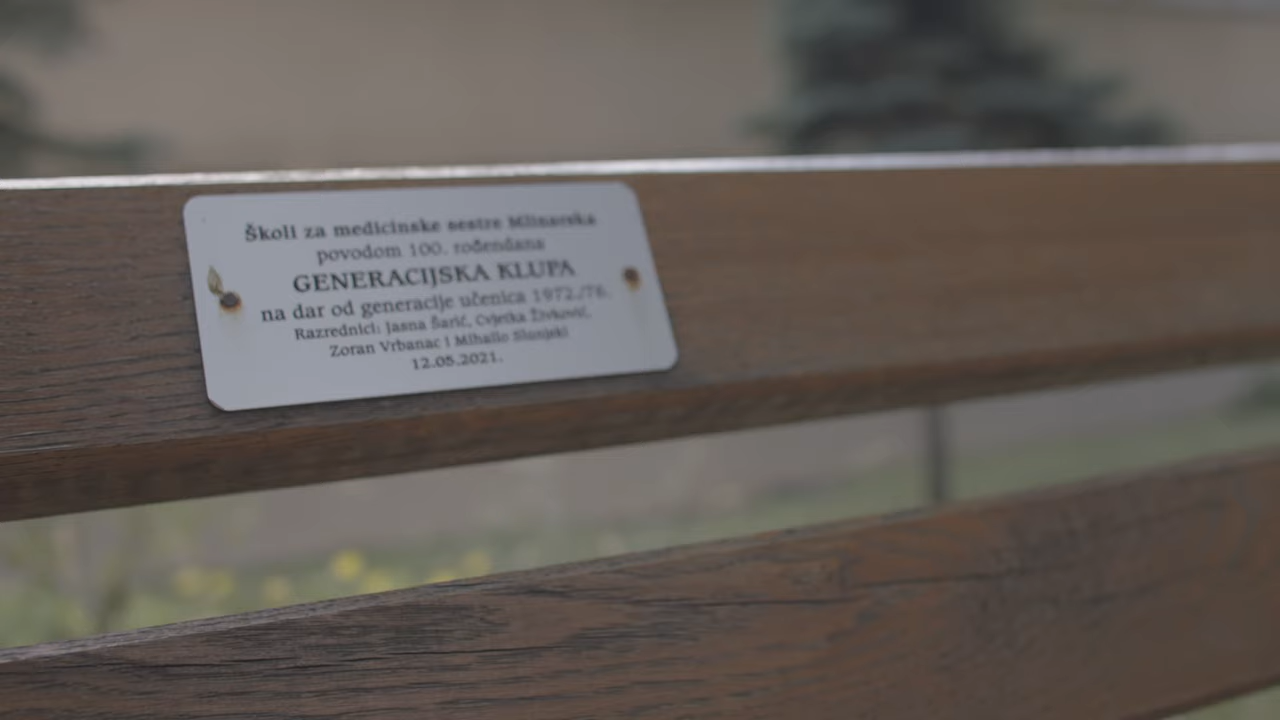 Školi za medicinske sestre Mlinarska
povodom 100. rođendana
GENERACIJSKA KLUPA
na dar od generacije učenica 1972./76.
Razrednici: Jasna Šarić, Cvjetka Živković,
Zoran Vrbanac i Mihailo Slunjski
12.05.2021.